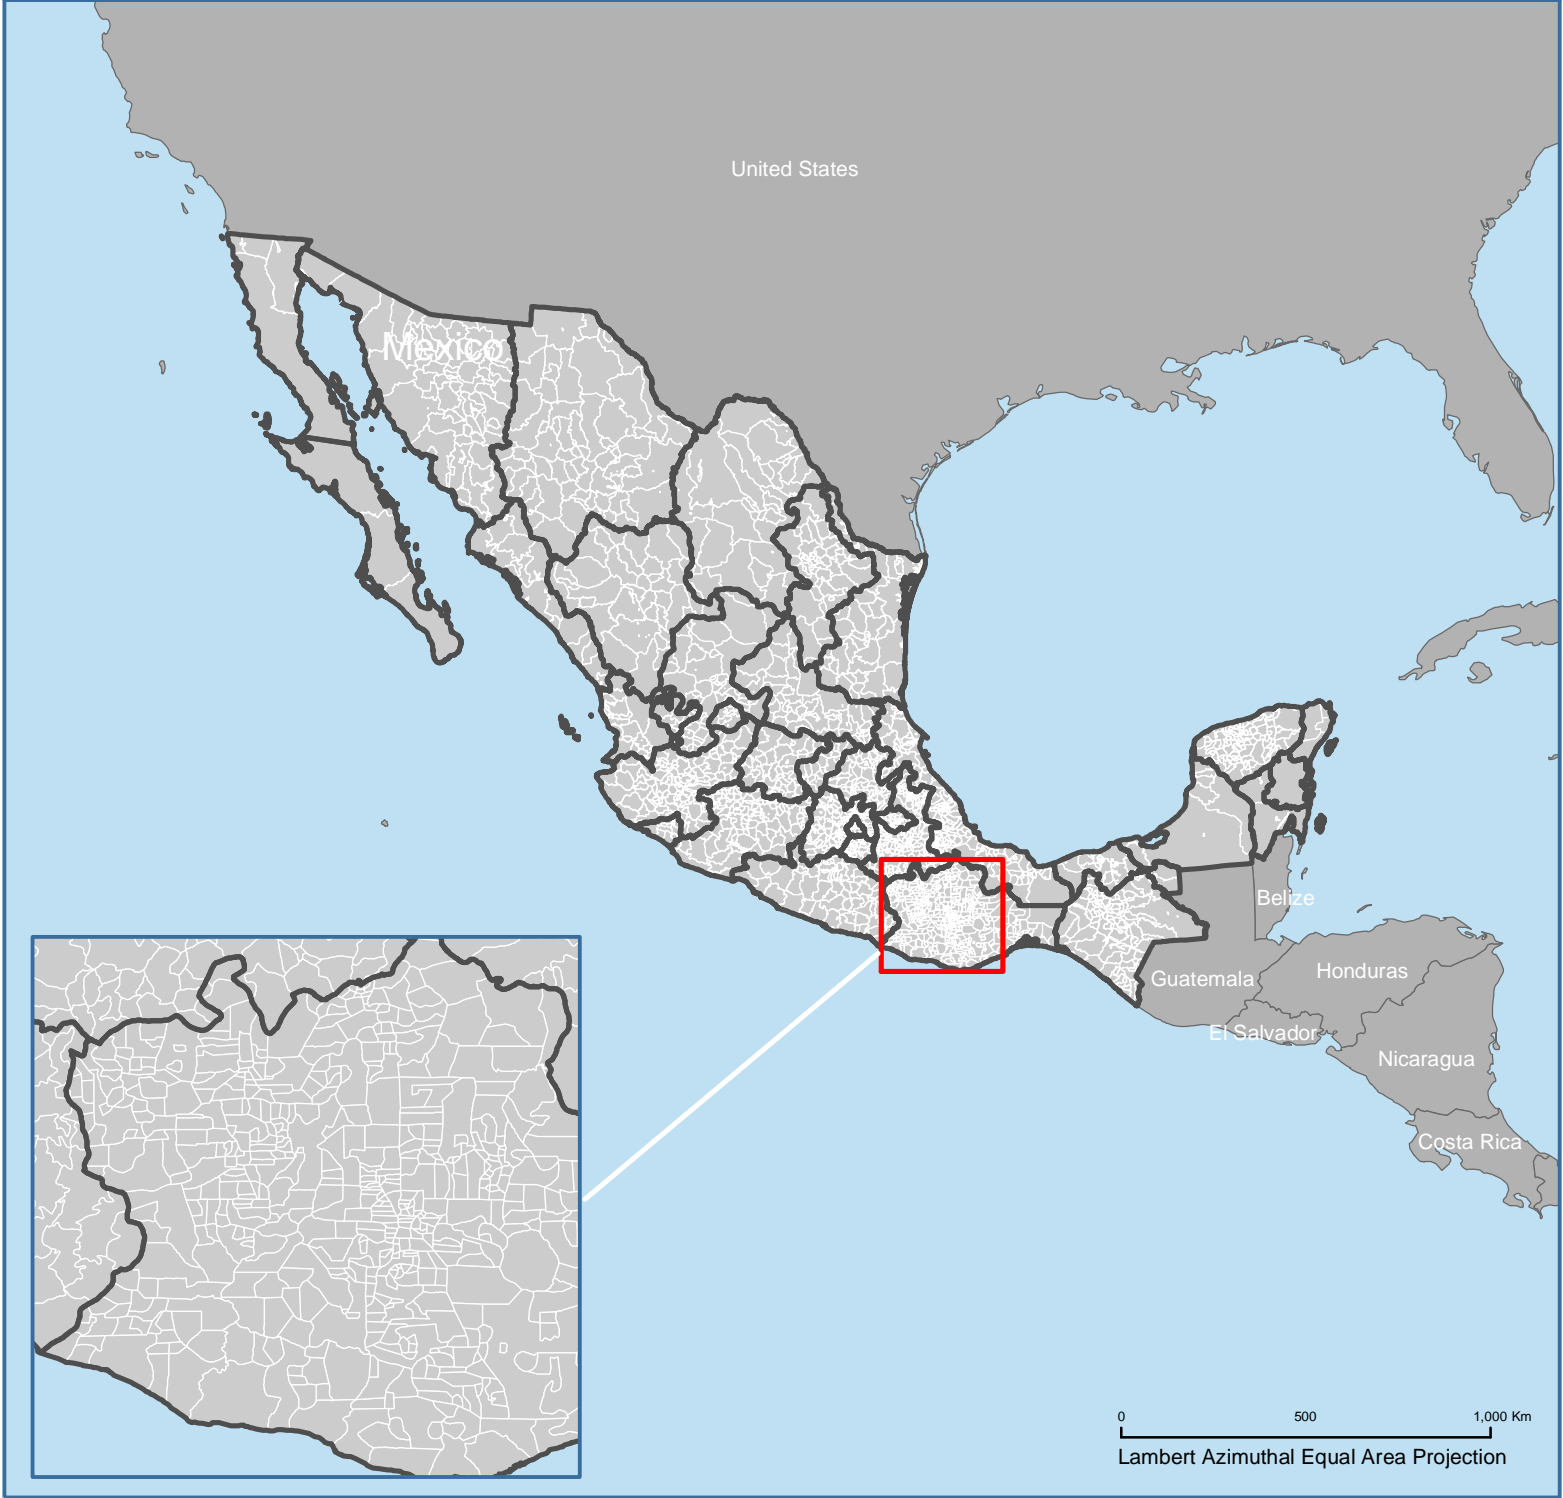 United States
Mexico
Belize
Guatemala
Honduras
El Salvador
Nicaragua
Costa Rica
0 500 1,000 Km
Lambert Azimuthal Equal Area Projection